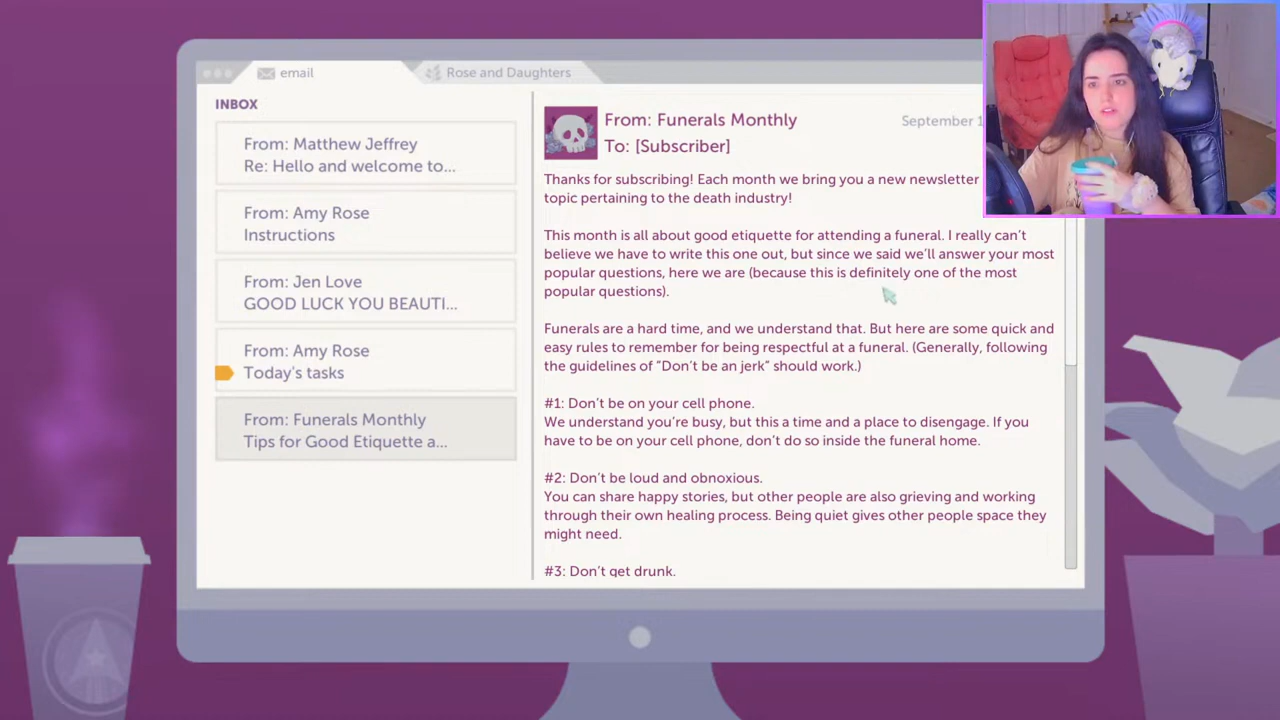 email
Rose and Daughters
INBOX
From: Matthew Jeffrey
Re: Hello and welcome to...
From: Amy Rose
Instructions
From: Jen Love
GOOD LUCK YOU BEAUTI...
From: Amy Rose
Today's tasks
From: Funerals Monthly
Tips for Good Etiquette a...
From: Funerals Monthly
September 1
To: [Subscriber]
Thanks for subscribing! Each month we bring you a new newsletter
topic pertaining to the death industry!
This month is all about good etiquette for attending a funeral. I really can't
believe we have to write this one out, but since we said we'll answer your most
popular questions, here we are (because this is definitely one of the most
popular questions).
Funerals are a hard time, and we understand that. But here are some quick and
easy rules to remember for being respectful at a funeral. (Generally, following
the guidelines of "Don't be an jerk" should work.)
#1: Don't be on your cell phone.
We understand you're busy, but this a time and a place to disengage. If you
have to be on your cell phone, don't do so inside the funeral home.
#2: Don't be loud and obnoxious.
You can share happy stories, but other people are also grieving and working
through their own healing process. Being quiet gives other people space they
might need.
#3: Don't get drunk.